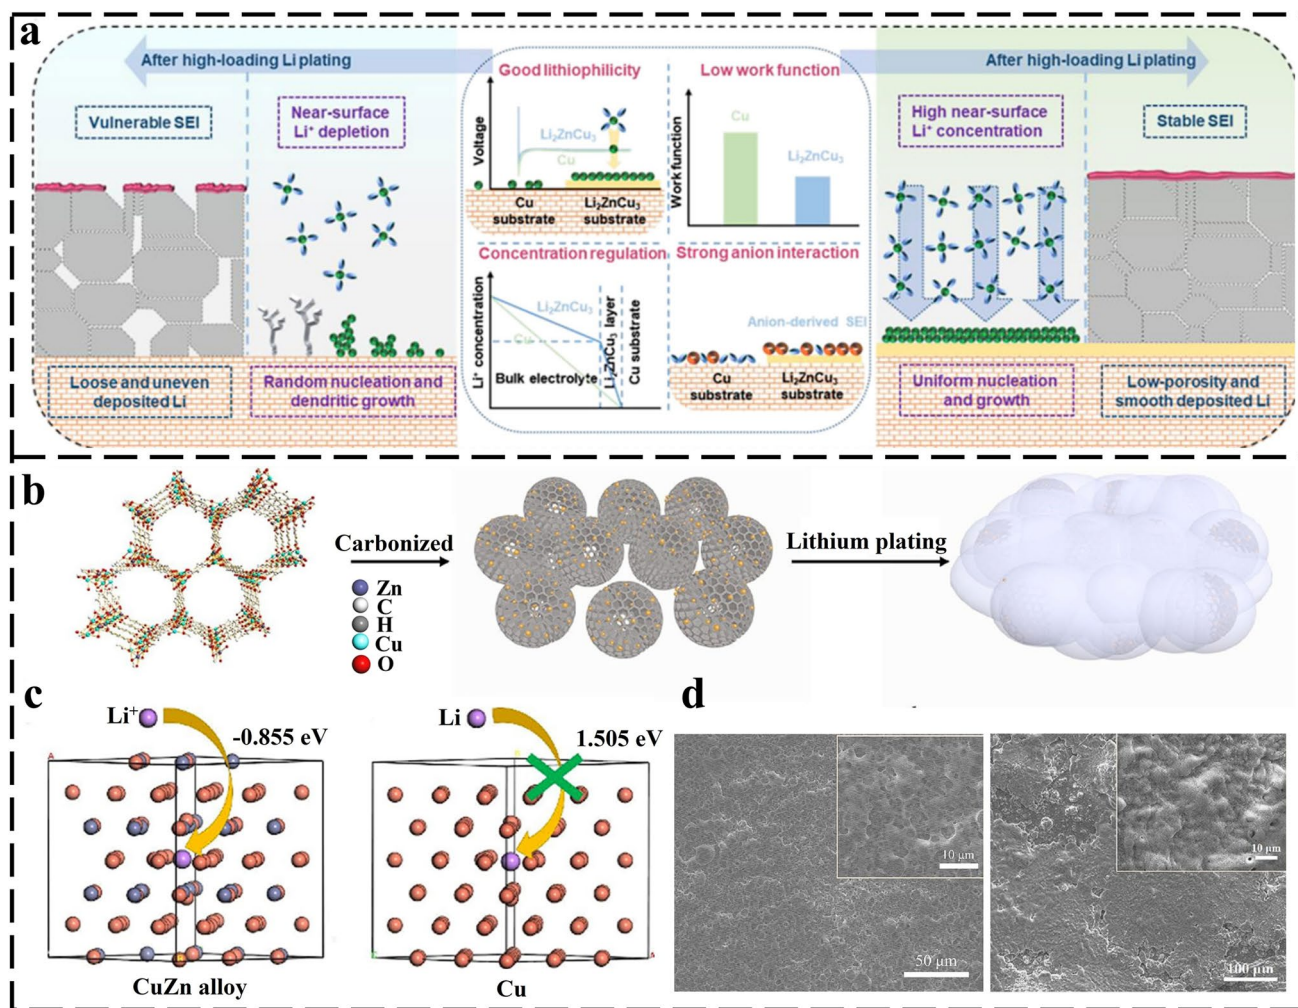 a
After high-loading Li plating
Vulnerable SEI
Near-surface
Li⁺ depletion
Loose and uneven
deposited Li
Random nucleation and
dendritic growth
Good lithiophilicity
Voltage
Li₂ZnCu₃
Cu
Cu
substrate
Li₂ZnCu₃
substrate
Low work function
Work function
Cu
Li₂ZnCu₃
Concentration regulation
Li⁺ concentration
Li₂ZnCu₃
Cu
Bulk electrolyte
Li₂ZnCu₃ layer
Cu substrate
Strong anion interaction
Anion-derived SEI
Cu
substrate
Li₂ZnCu₃
substrate
After high-loading Li plating
High near-surface
Li⁺ concentration
Stable SEI
Uniform nucleation
and growth
Low-porosity and
smooth deposited Li
b
Carbonized
Zn
C
H
Cu
O
Lithium plating
c
Li⁺
-0.855 eV
CuZn alloy
Li
1.505 eV
Cu
d
10 μm
50 μm
10 μm
100 μm